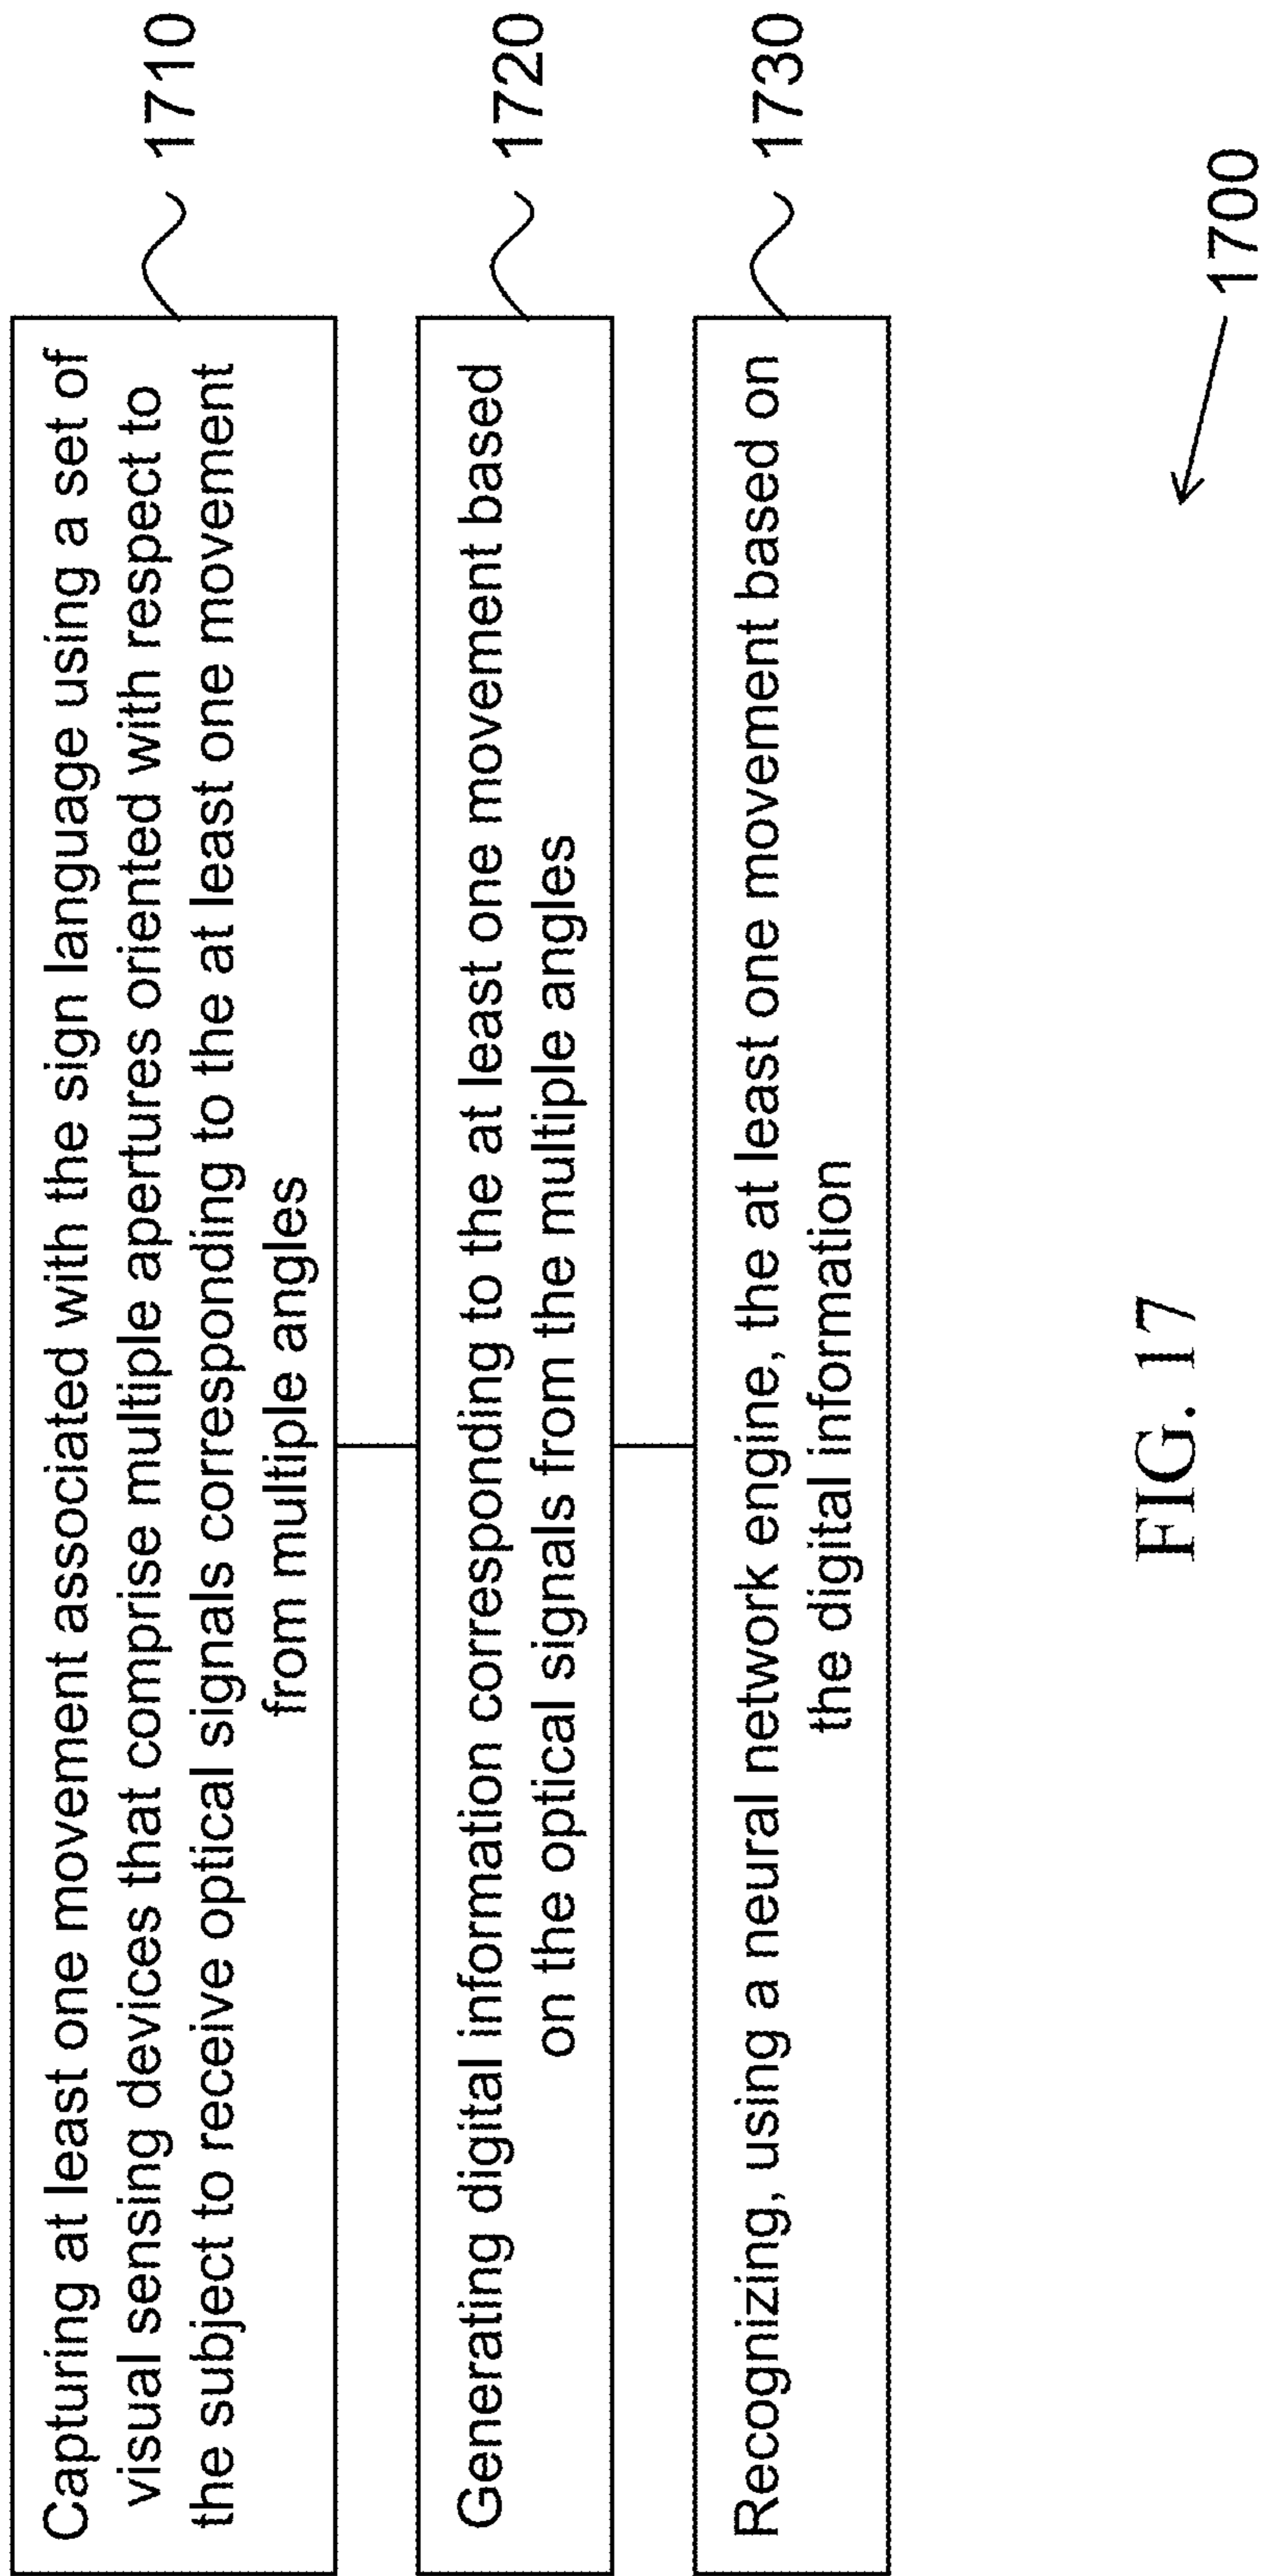 Capturing at least one movement associated with the sign language using a set of
visual sensing devices that comprise multiple apertures oriented with respect to
the subject to receive optical signals corresponding to the at least one movement
from multiple angles
1710
Generating digital information corresponding to the at least one movement based
on the optical signals from the multiple angles
1720
Recognizing, using a neural network engine, the at least one movement based on
the digital information
1730
1700
FIG. 17